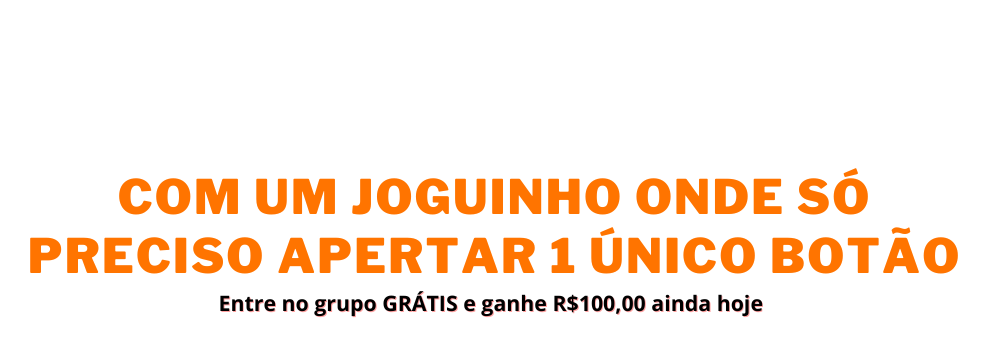 COM UM JOGUINHO ONDE SÓ
PRECISO APERTAR 1 ÚNICO BOTÃO
Entre no grupo GRÁTIS e ganhe R$100,00 ainda hoje